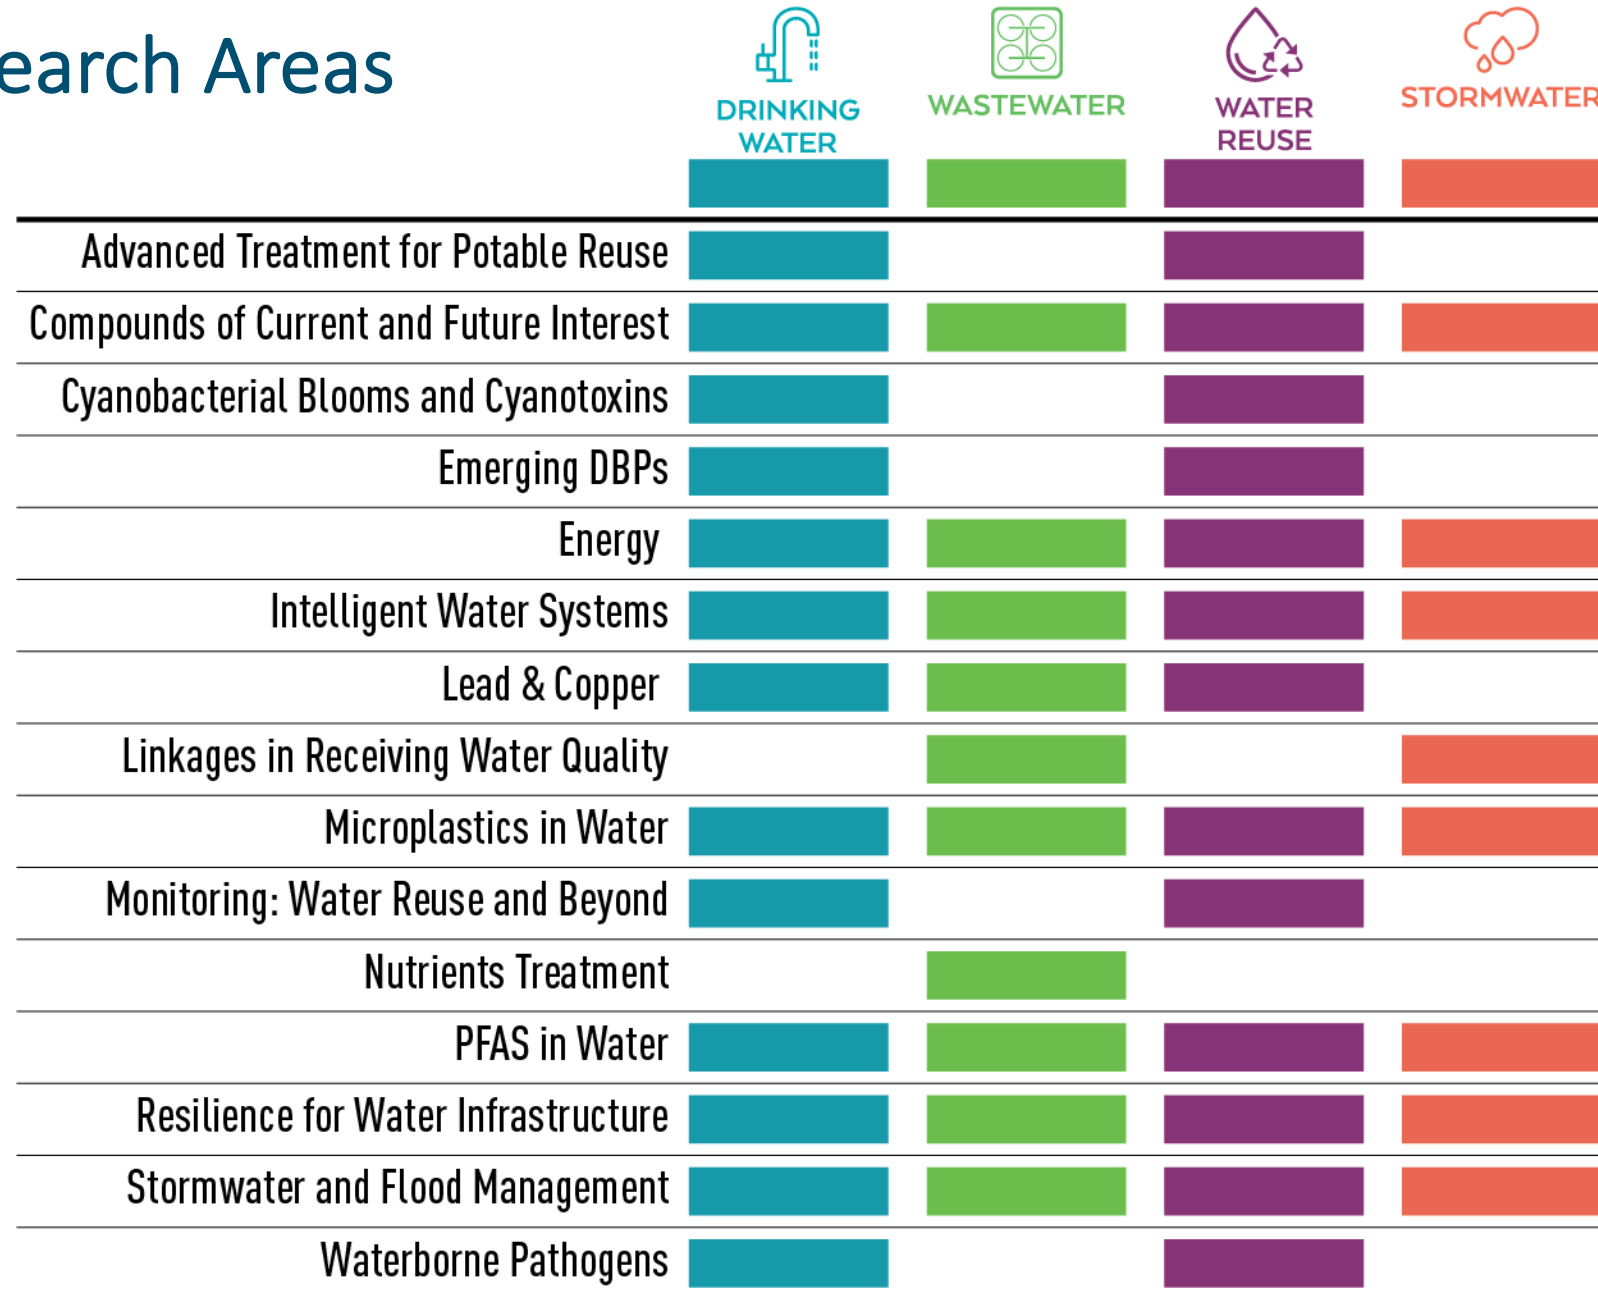 earch Areas
DRINKING
WATER
WASTEWATER
WATER
REUSE
STORMWATER
Advanced Treatment for Potable Reuse
Compounds of Current and Future Interest
Cyanobacterial Blooms and Cyanotoxins
Emerging DBPs
Energy
Intelligent Water Systems
Lead & Copper
Linkages in Receiving Water Quality
Microplastics in Water
Monitoring: Water Reuse and Beyond
Nutrients Treatment
PFAS in Water
Resilience for Water Infrastructure
Stormwater and Flood Management
Waterborne Pathogens